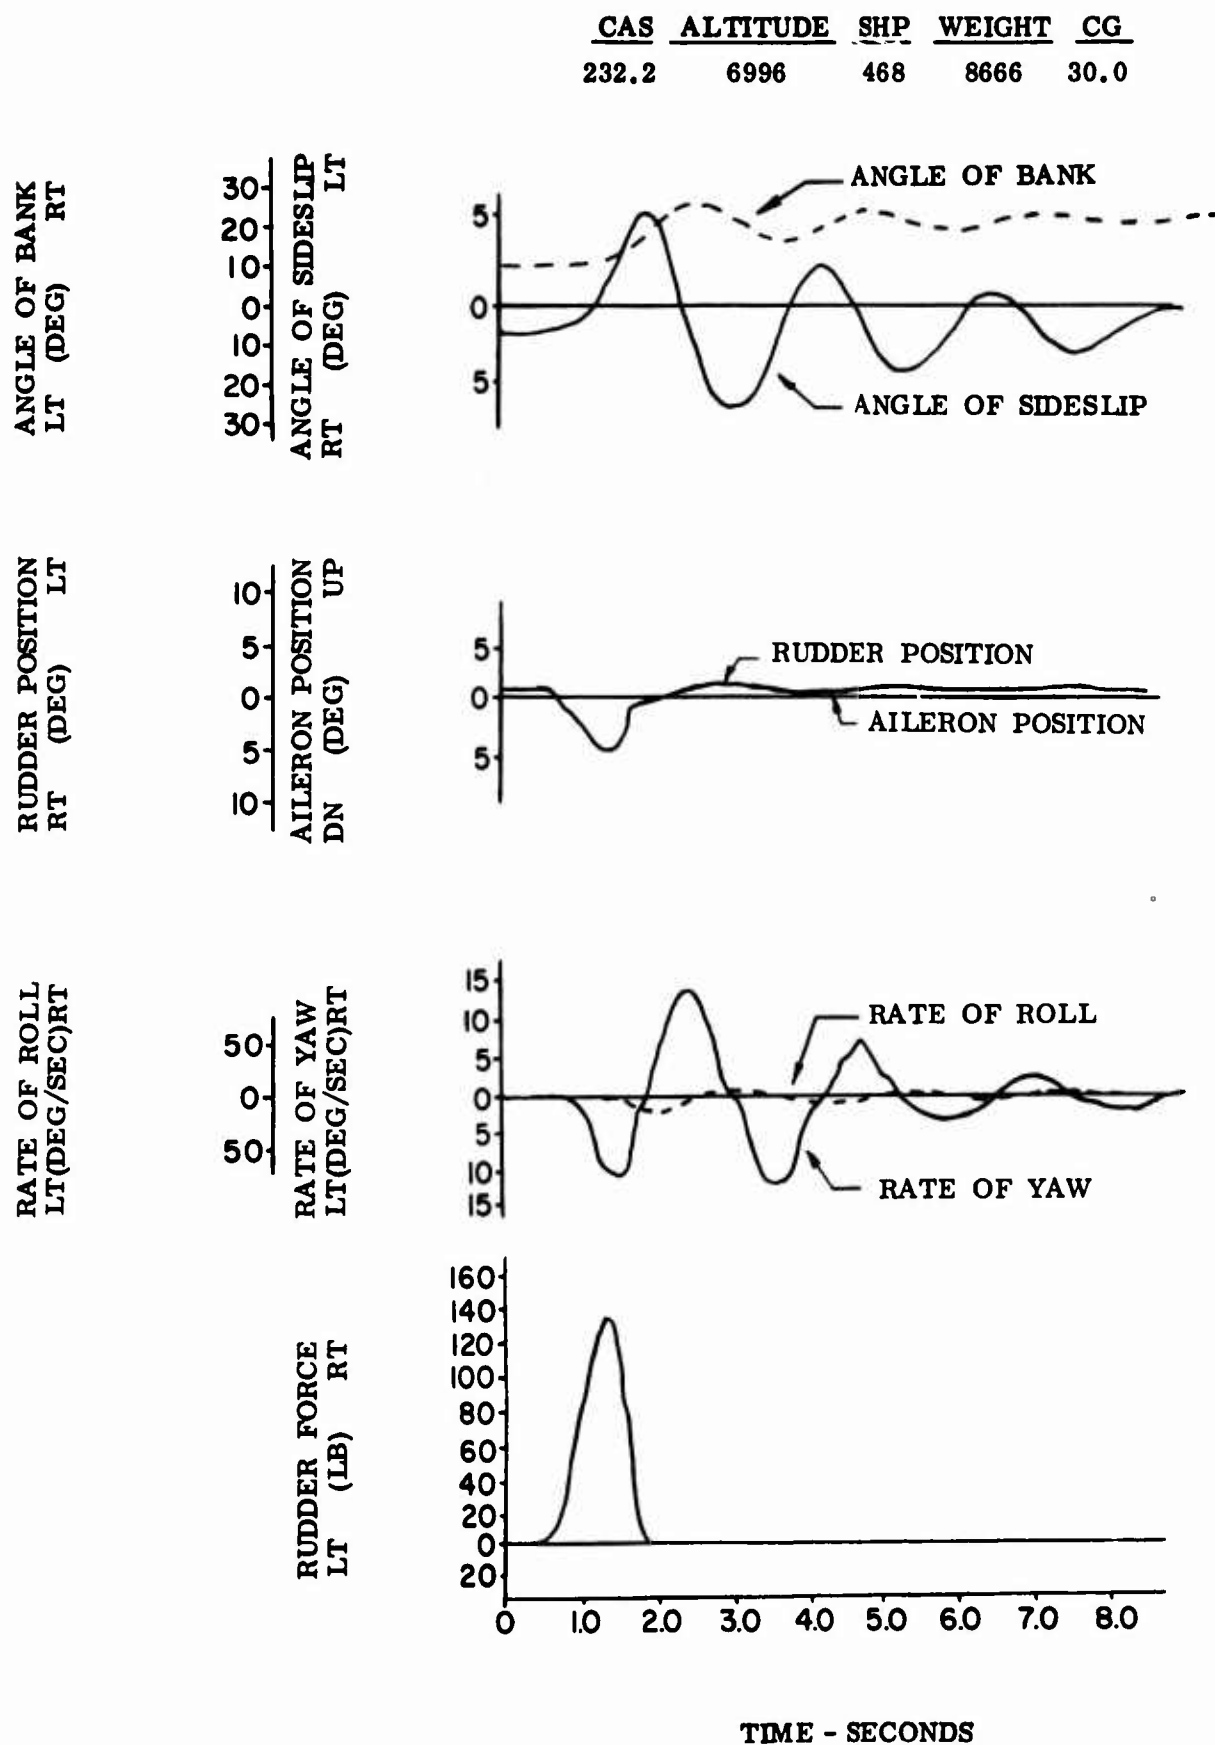 CAS ALTITUDE SHP WEIGHT CG
232.2 6996 468 8666 30.0
ANGLE OF BANK
LT (DEG) RT
30
20
10
0
10
20
30
ANGLE OF SIDESLIP
RT (DEG) LT
5
0
5
ANGLE OF BANK
ANGLE OF SIDESLIP
RUDDER POSITION
RT (DEG) LT
10
5
0
5
10
AILERON POSITION
DN (DEG) UP
5
0
5
RUDDER POSITION
AILERON POSITION
RATE OF ROLL
LT(DEG/SEC)RT
50
0
50
RATE OF YAW
LT(DEG/SEC)RT
15
10
5
0
5
10
15
RATE OF ROLL
RATE OF YAW
RUDDER FORCE
LT (LB) RT
160
140
120
100
80
60
40
20
0
20
0 1.0 2.0 3.0 4.0 5.0 6.0 7.0 8.0
TIME - SECONDS